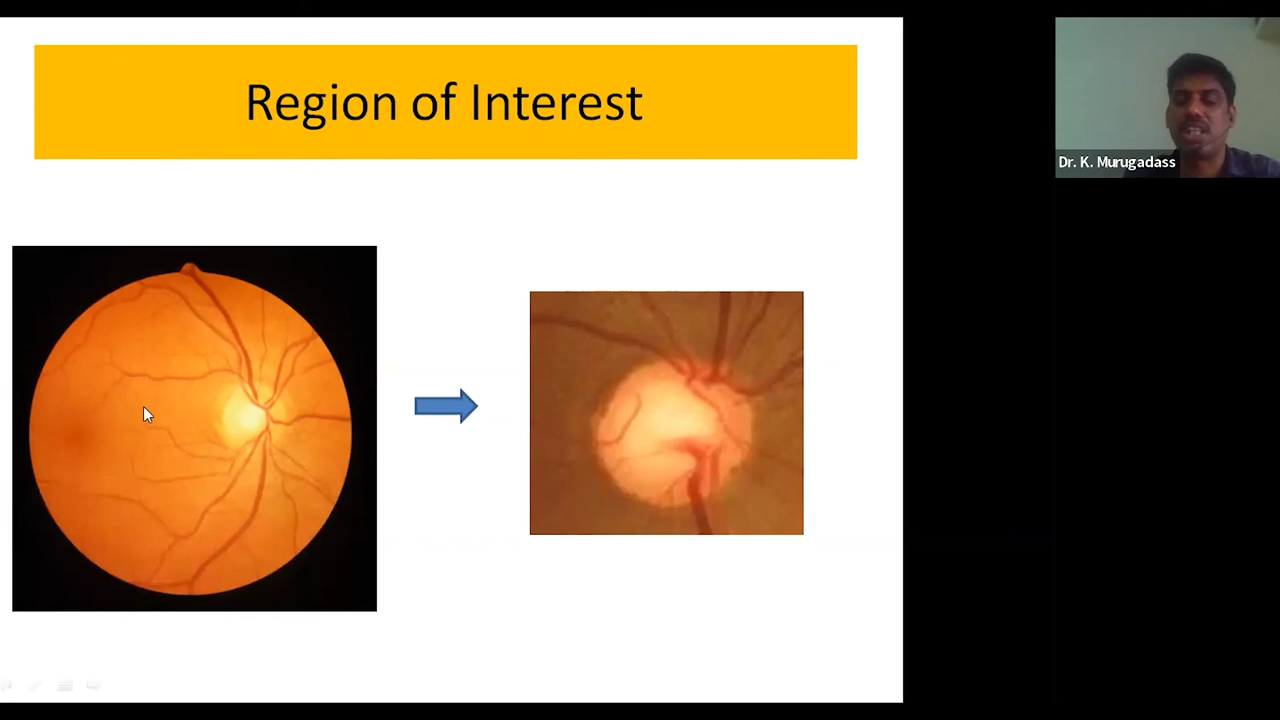 Region of Interest
Dr. K. Murugadass